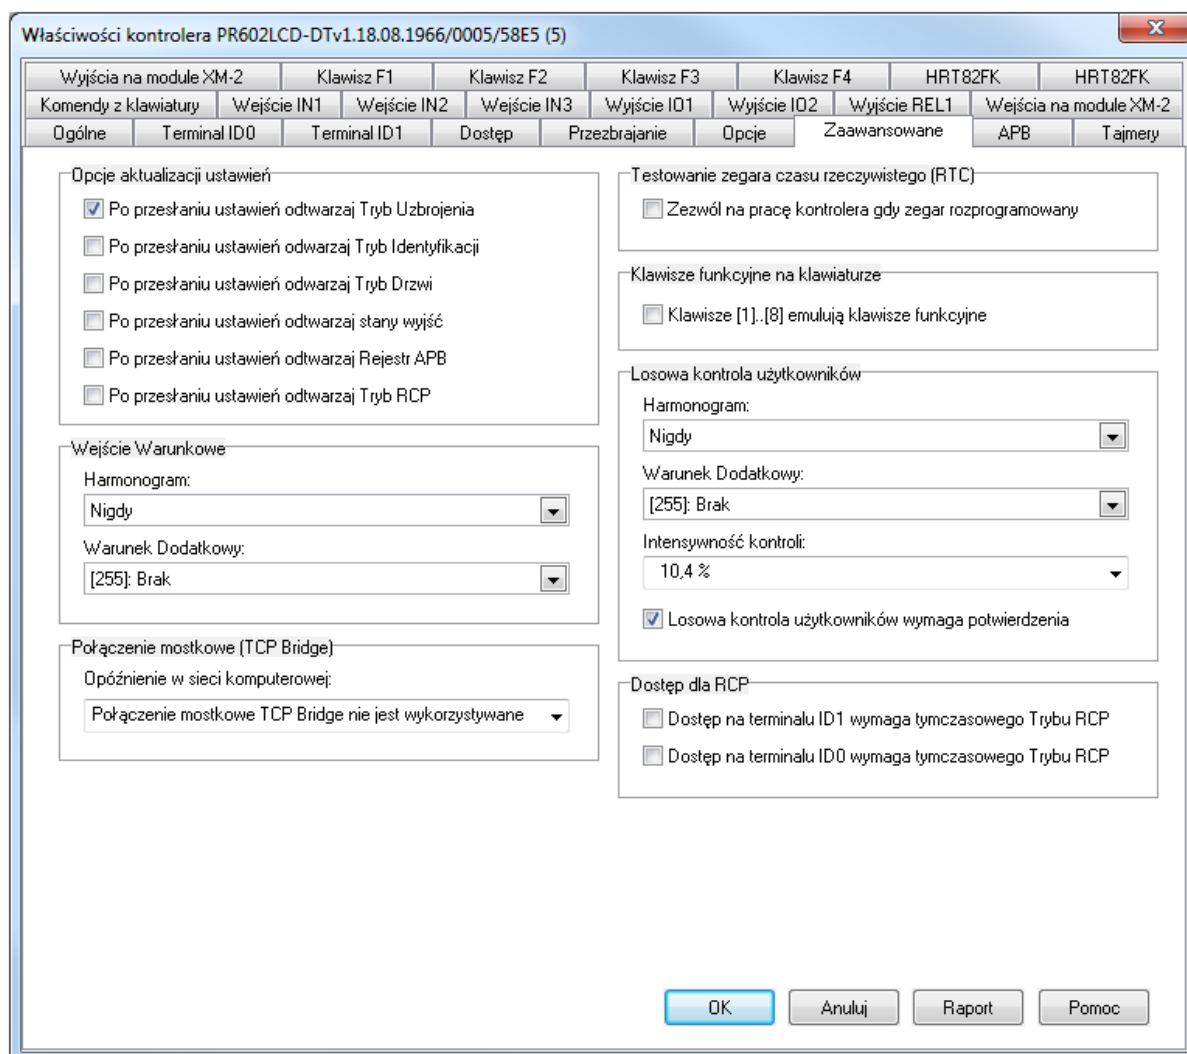 Właściwości kontrolera PR602LCD-DTv1.18.08.1966/0005/58E5 (5)
Wyjścia na module XM-2 Klawisz F1 Klawisz F2 Klawisz F3 Klawisz F4 HRT82FK HRT82FK
Komendy z klawiatury Wejście IN1 Wejście IN2 Wejście IN3 Wyjście IO1 Wyjście IO2 Wyjście REL1 Wejścia na module XM-2
Ogólne Terminal ID0 Terminal ID1 Dostęp Przezbrajanie Opcje Zaawansowane APB Tajmery
Opcje aktualizacji ustawień
Po przesłaniu ustawień odtwarzaj Tryb Uzbrojenia
Po przesłaniu ustawień odwarzaj Tryb Identyfikacji
Po przesłaniu ustawień odwarzaj Tryb Drzwi
Po przesłaniu ustawień odtwarzaj stany wyjść
Po przesłaniu ustawień odtwarzaj Rejestr APB
Po przesłaniu ustawień odtwarzaj Tryb RCP
Wejście Warunkowe
Harmonogram:
Nigdy
Warunek Dodatkowy:
[255]: Brak
Połączenie mostkowe (TCP Bridge)
Opóźnienie w sieci komputerowej:
Połączenie mostkowe TCP Bridge nie jest wykorzystywane
Testowanie zegara czasu rzeczywistego (RTC)
Zezwól na pracę kontrolera gdy zegar rozprogramowany
Klawisze funkcyjne na klawiaturze
Klawisze [1]..[8] emulują klawisze funkcyjne
Losowa kontrola użytkowników
Harmonogram:
Nigdy
Warunek Dodatkowy:
[255]: Brak
Intensywność kontroli:
10,4 %
Losowa kontrola użytkowników wymaga potwierdzenia
Dostęp dla RCP
Dostęp na terminalu ID1 wymaga tymczasowego Trybu RCP
Dostęp na terminalu ID0 wymaga tymczasowego Trybu RCP
OK Anuluj Raport Pomoc